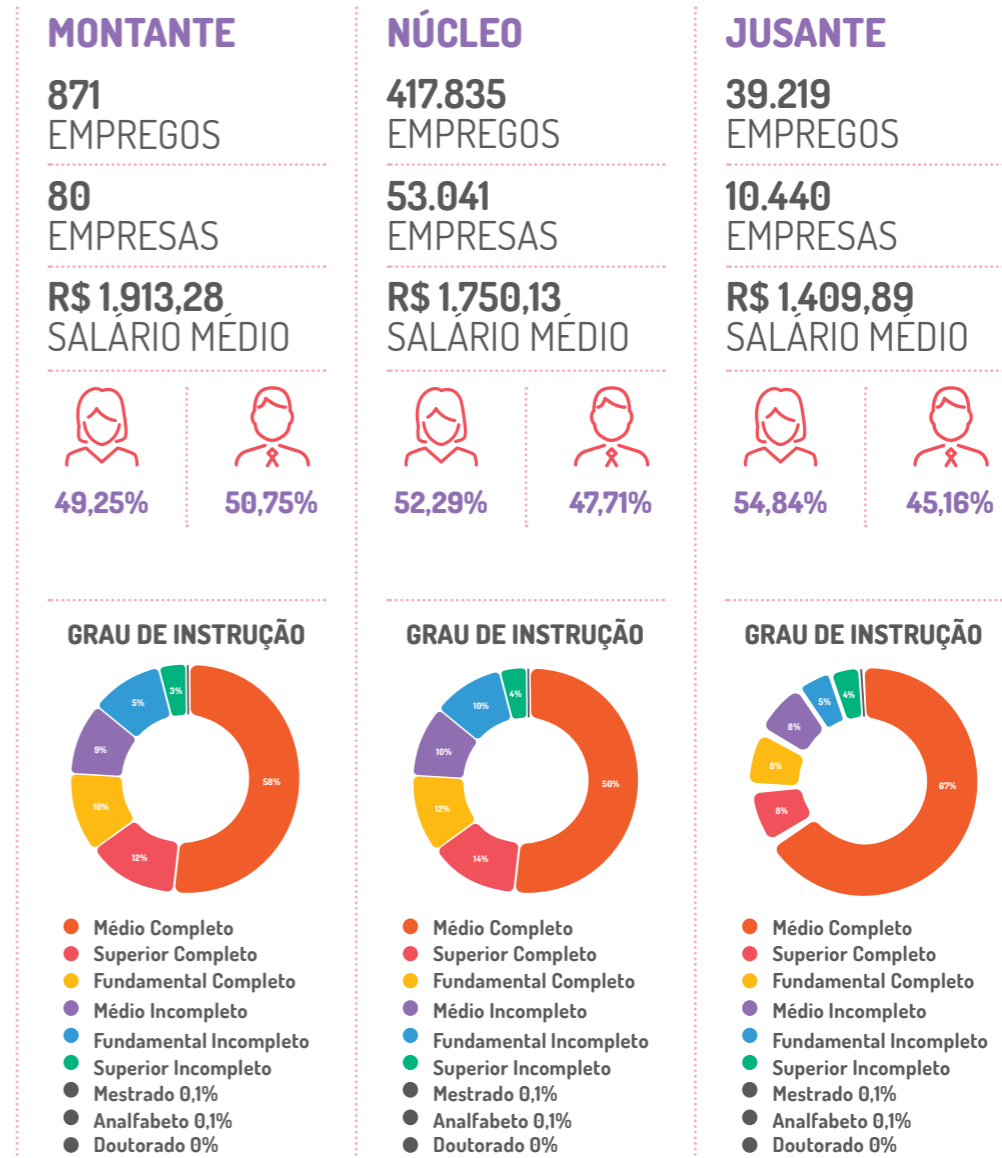 MONTANTE
871
EMPREGOS
80
EMPRESAS
R$ 1.913,28
SALÁRIO MÉDIO
49,25%
50,75%
GRAU DE INSTRUÇÃO
3%
5%
9%
10%
12%
58%
Médio Completo
Superior Completo
Fundamental Completo
Médio Incompleto
Fundamental Incompleto
Superior Incompleto
Mestrado 0,1%
Analfabeto 0,1%
Doutorado 0%
NÚCLEO
417.835
EMPREGOS
53.041
EMPRESAS
R$ 1.750,13
SALÁRIO MÉDIO
52,29%
47,71%
GRAU DE INSTRUÇÃO
4%
10%
10%
12%
14%
50%
Médio Completo
Superior Completo
Fundamental Completo
Médio Incompleto
Fundamental Incompleto
Superior Incompleto
Mestrado 0,1%
Analfabeto 0,1%
Doutorado 0%
JUSANTE
39.219
EMPREGOS
10.440
EMPRESAS
R$ 1.409,89
SALÁRIO MÉDIO
54,84%
45,16%
GRAU DE INSTRUÇÃO
4%
5%
8%
8%
8%
67%
Médio Completo
Superior Completo
Fundamental Completo
Médio Incompleto
Fundamental Incompleto
Superior Incompleto
Mestrado 0,1%
Analfabeto 0,1%
Doutorado 0%